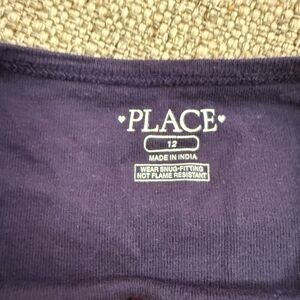 ♥PLACE♥
12
MADE IN INDIA
WEAR SNUG-FITTING
NOT FLAME RESISTANT